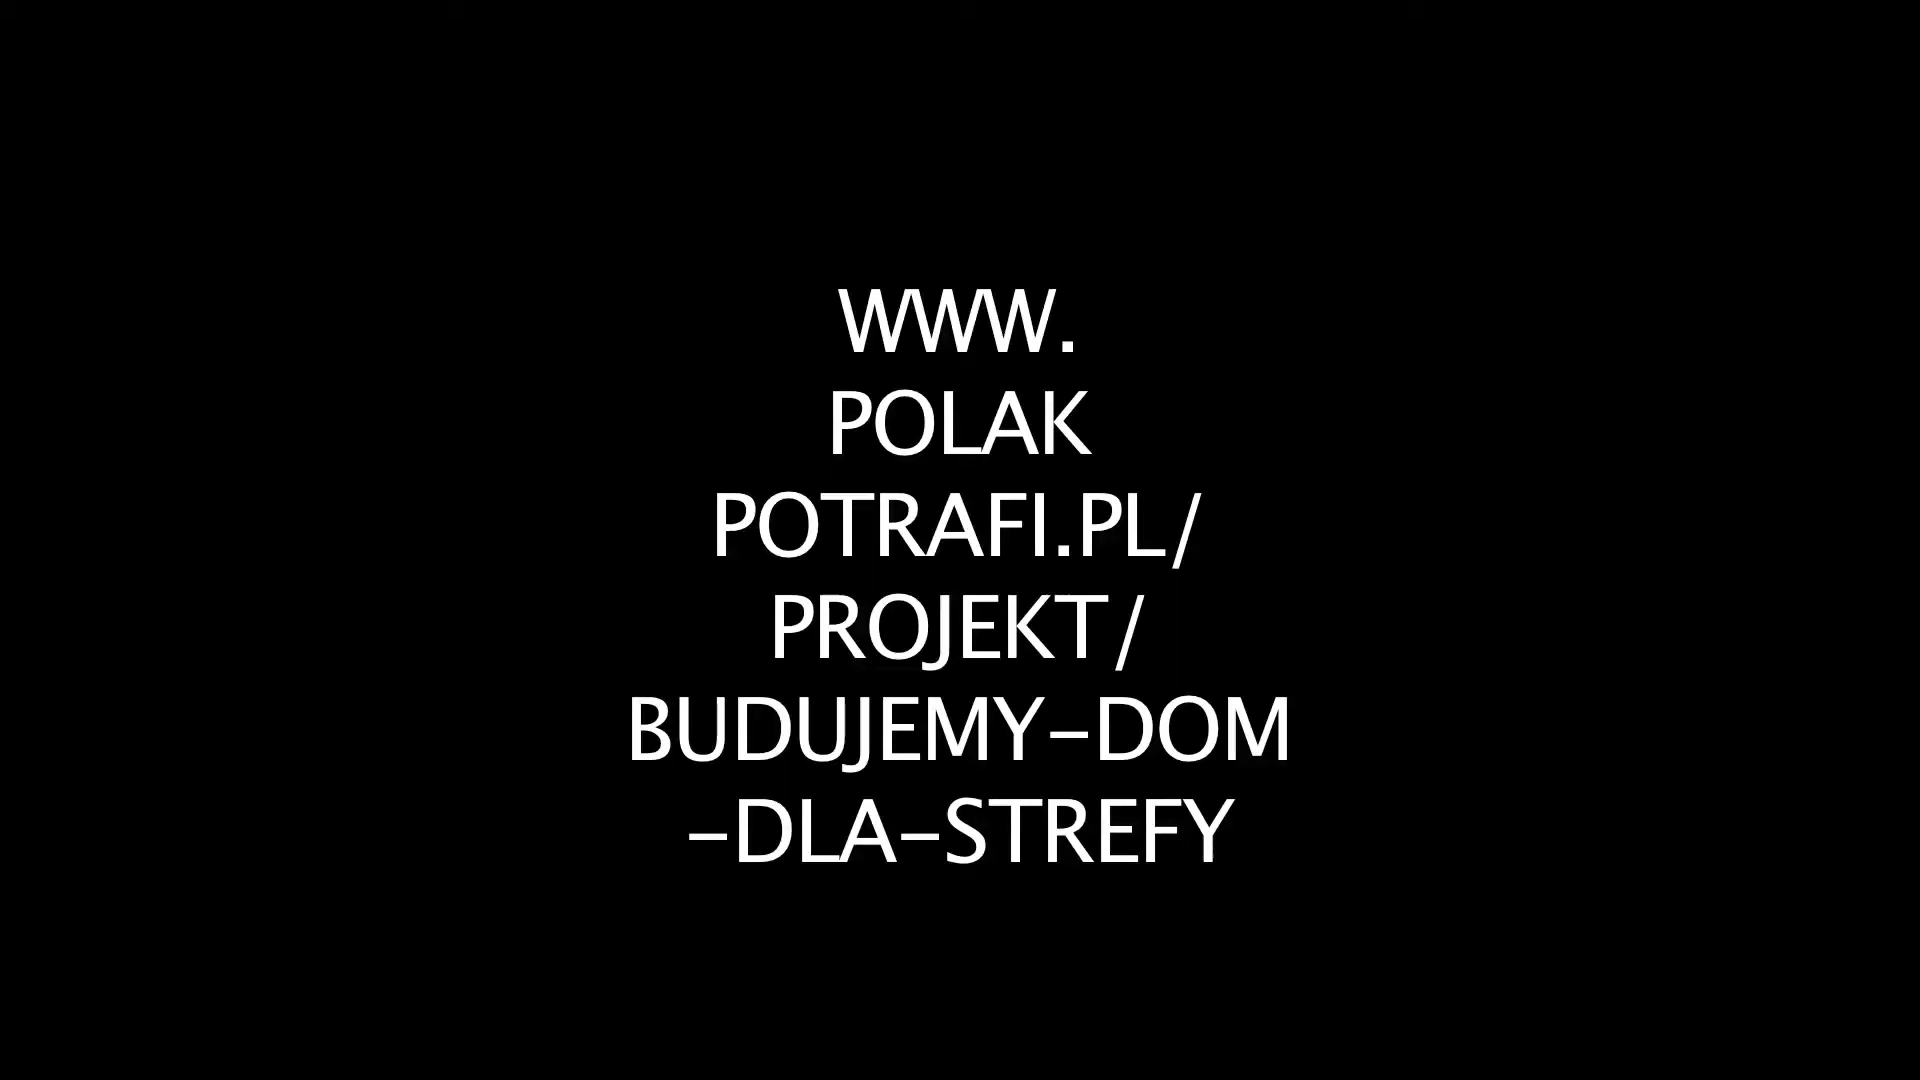 WWW.
POLAK
POTRAFI.PL/
PROJEKT/
BUDUJEMY-DOM
-DLA-STREFY